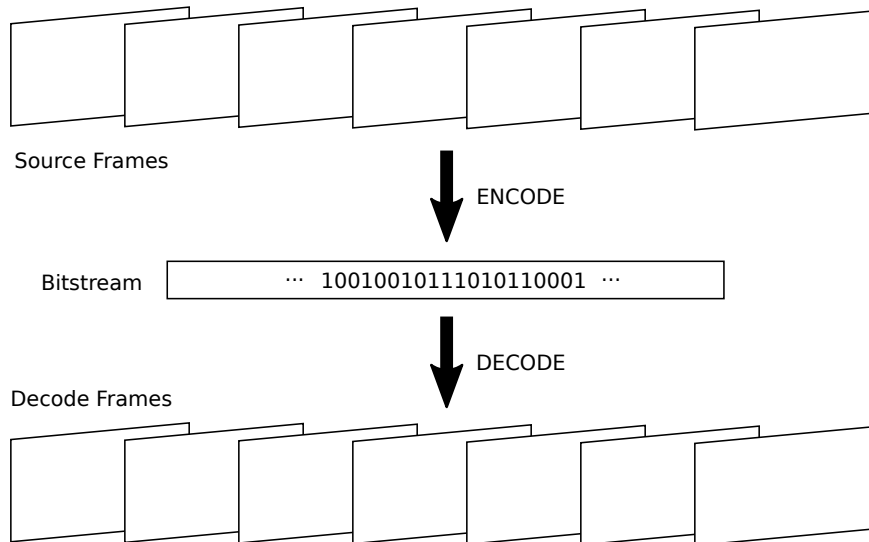 Source Frames
ENCODE
Bitstream
··· 10010010111010110001 ···
DECODE
Decode Frames